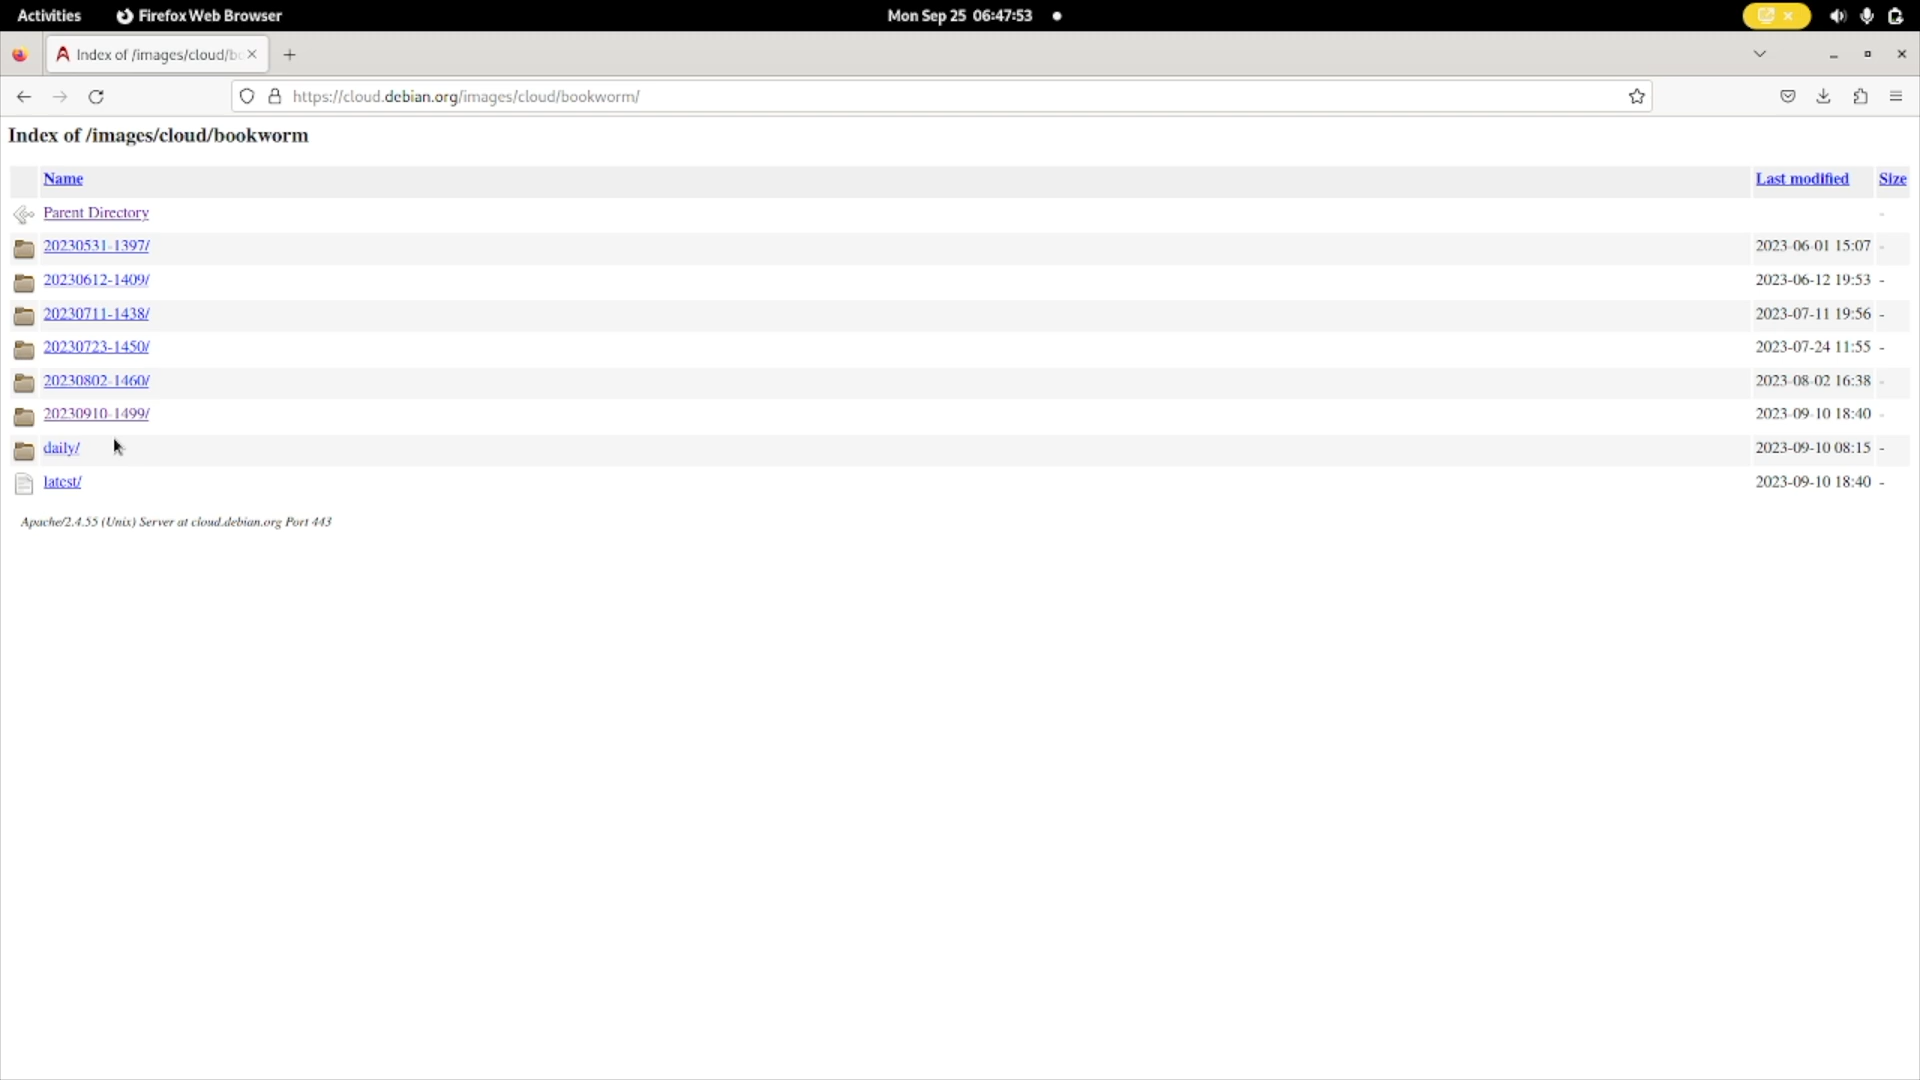 Activities Firefox Web Browser Mon Sep 25 06:47:53
Index of /images/cloud/bo
https://cloud.debian.org/images/cloud/bookworm/
Index of /images/cloud/bookworm
Name Last modified Size
Parent Directory -
20230531-1397/ 2023-06-01 15:07 -
20230612-1409/ 2023-06-12 19:53 -
20230711-1438/ 2023-07-11 19:56 -
20230723-1450/ 2023-07-24 11:55 -
20230802-1460/ 2023-08-02 16:38 -
20230910-1499/ 2023-09-10 18:40 -
daily/ 2023-09-10 08:15 -
latest/ 2023-09-10 18:40 -
Apache/2.4.55 (Unix) Server at cloud.debian.org Port 443